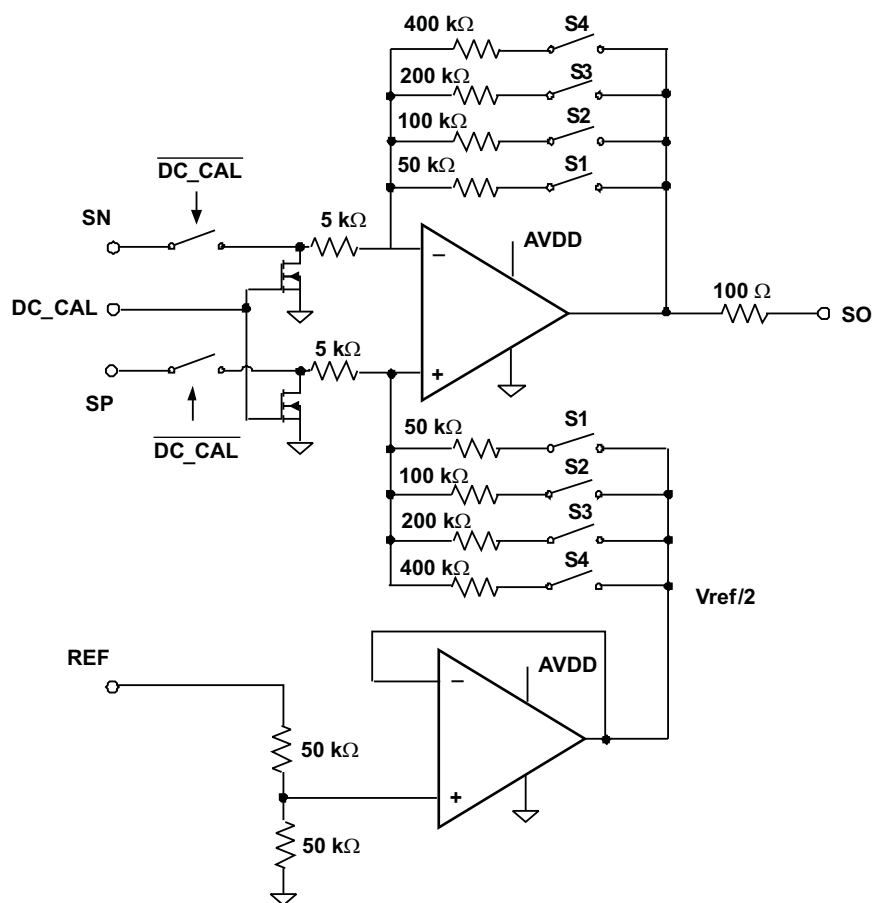 400 kΩ
S4
200 kΩ
S3
100 kΩ
S2
50 kΩ
S1
DC_CAL
SN
5 kΩ
AVDD
−
100 Ω
SO
DC_CAL
5 kΩ
+
SP
DC_CAL
50 kΩ
S1
100 kΩ
S2
200 kΩ
S3
400 kΩ
S4
Vref/2
REF
AVDD
−
50 kΩ
+
50 kΩ